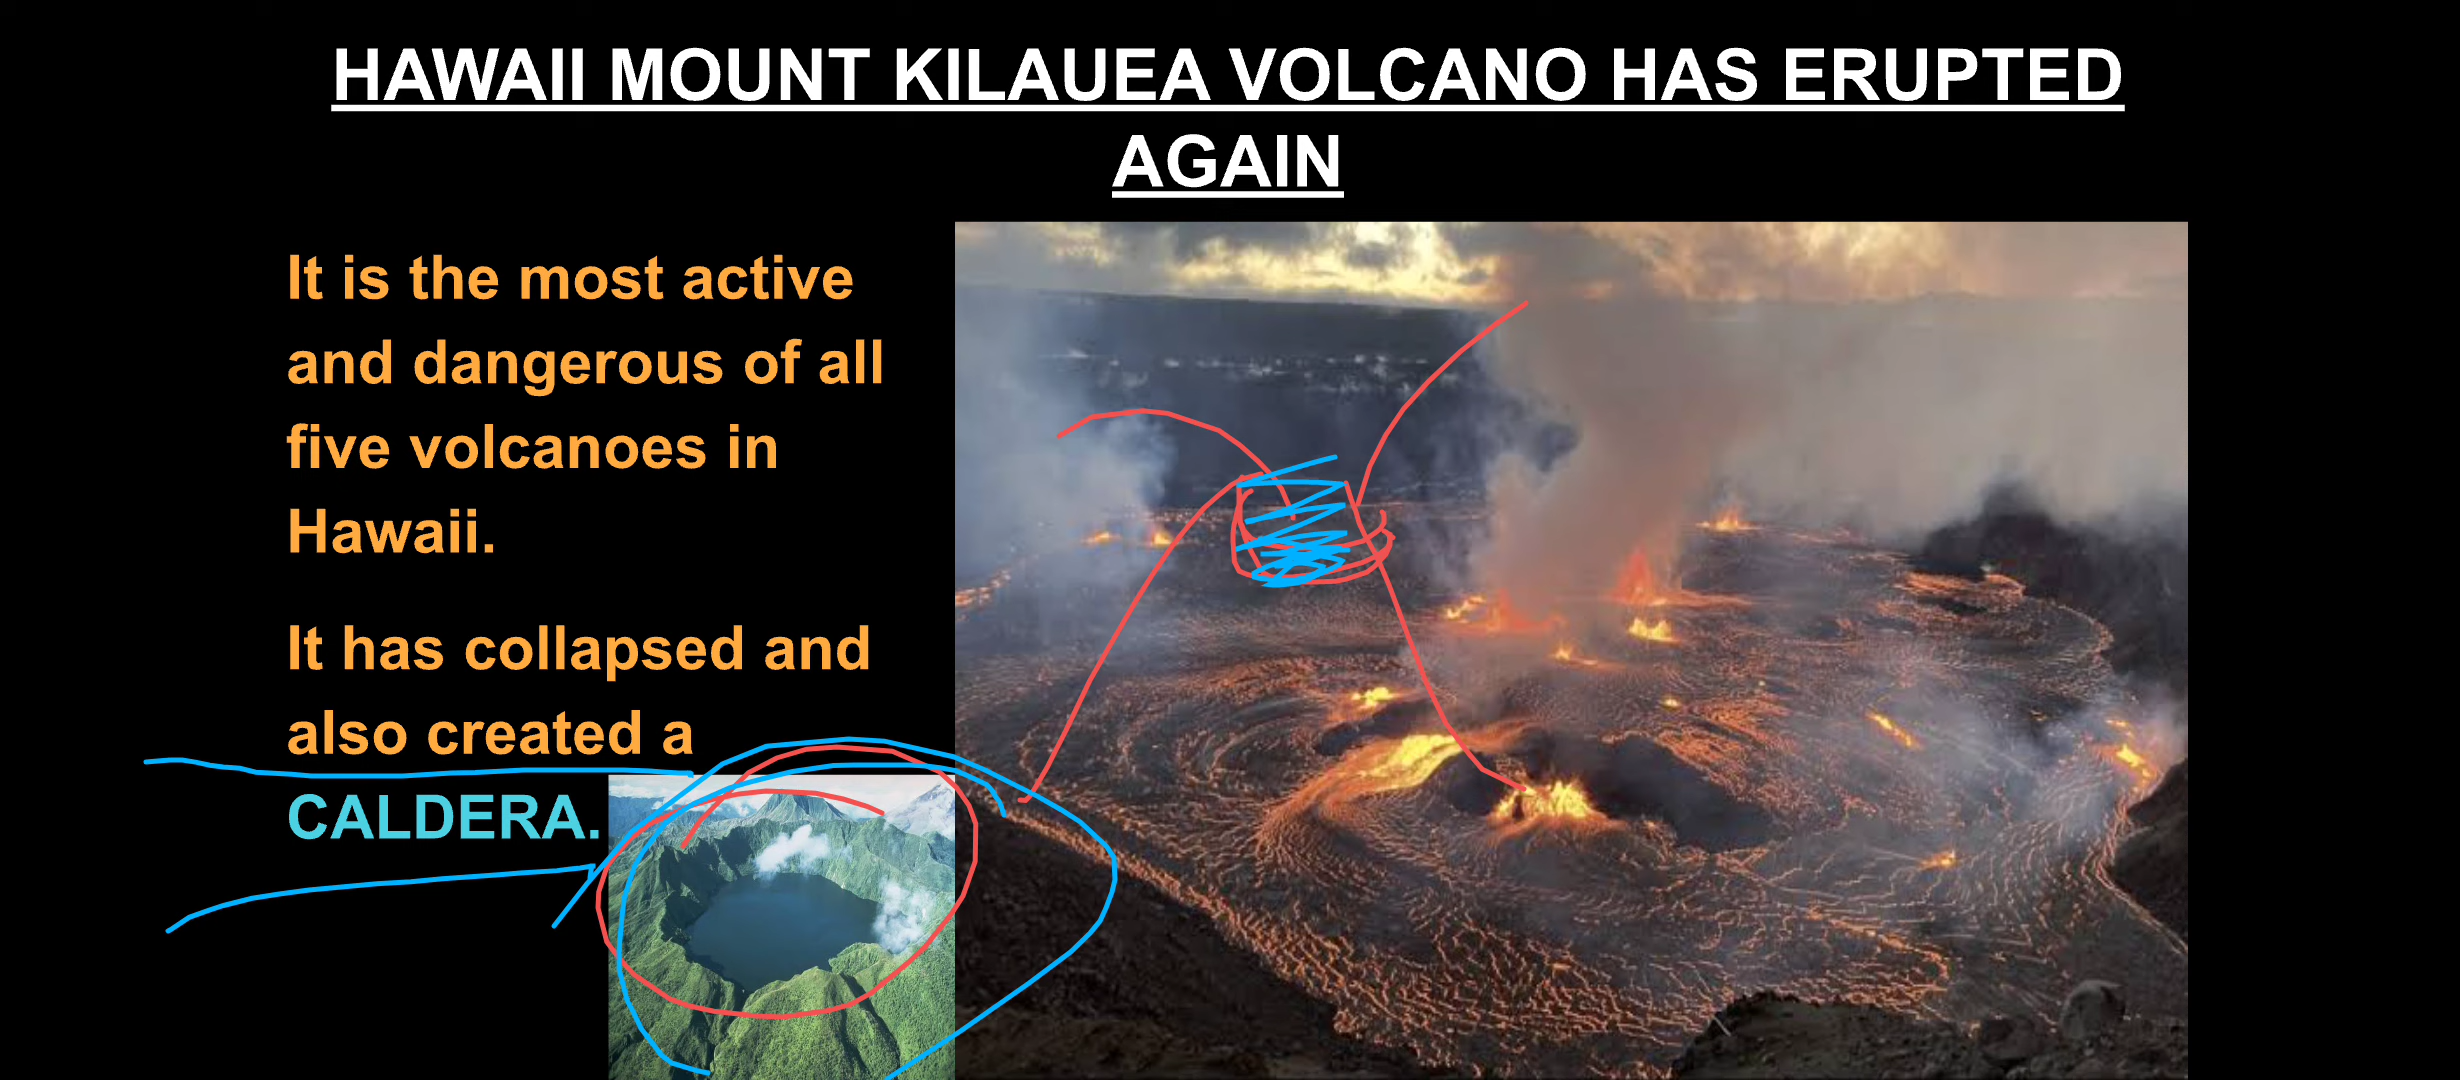 HAWAII MOUNT KILAUEA VOLCANO HAS ERUPTED
AGAIN
It is the most active
and dangerous of all
five volcanoes in
Hawaii.
It has collapsed and
also created a
CALDERA.